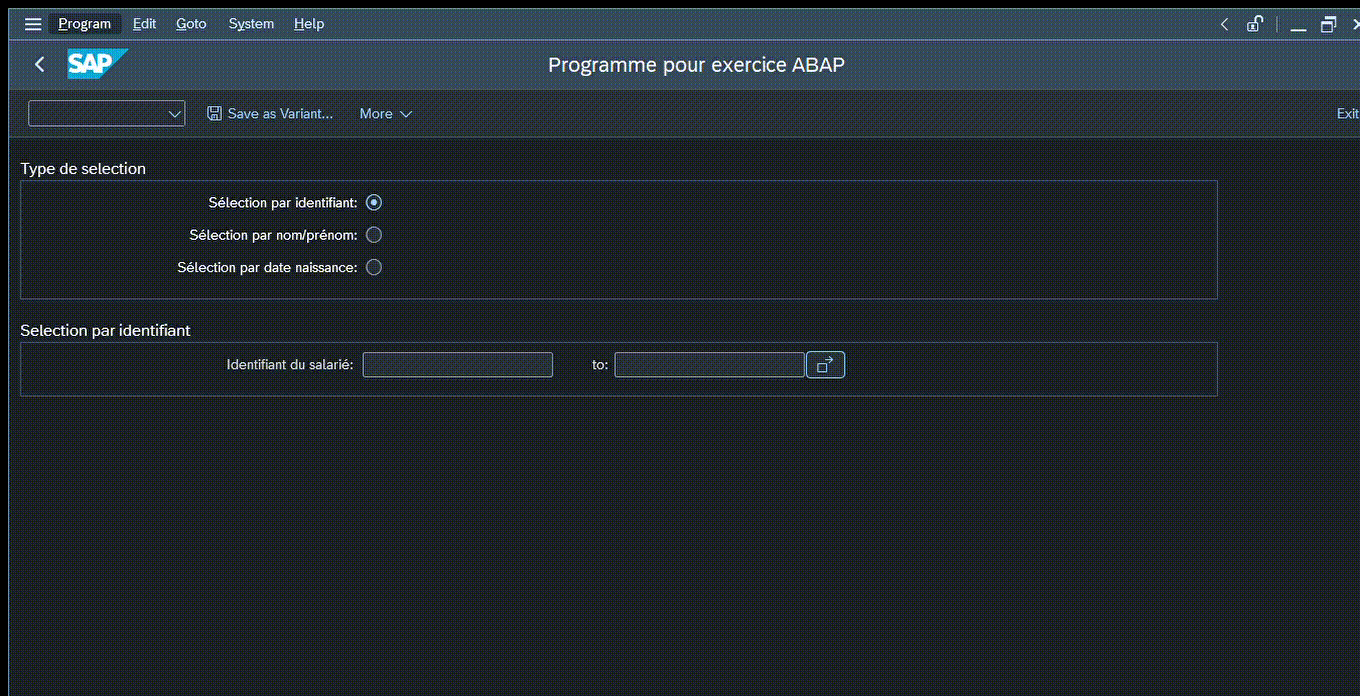 Program Edit Goto System Help
SAP Programme pour exercice ABAP
Save as Variant... More Exit
Type de selection
Sélection par identifiant:
Sélection par nom/prénom:
Sélection par date naissance:
Selection par identifiant
Identifiant du salarié: to: